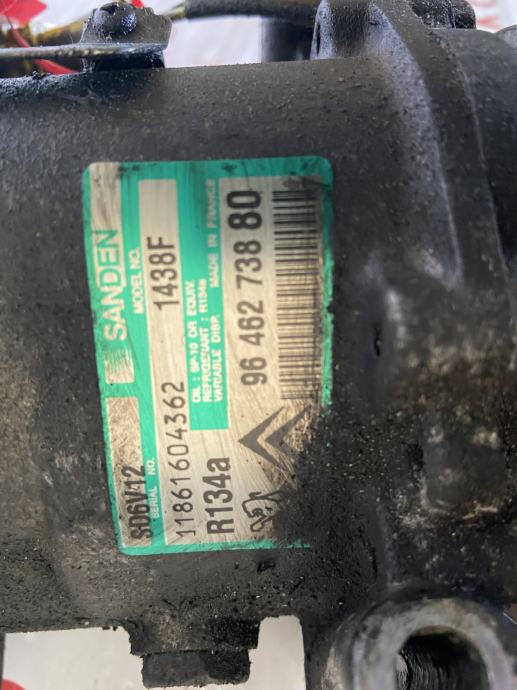 SANDEN
SD6V12
MODEL NO.
1438F
SERIAL NO.
11861604362
OIL : SP-10 OR EQUIV.
REFRIGERANT : R134a
VARIABLE DISP. MADE IN FRANCE
R134a
96 462 738 80